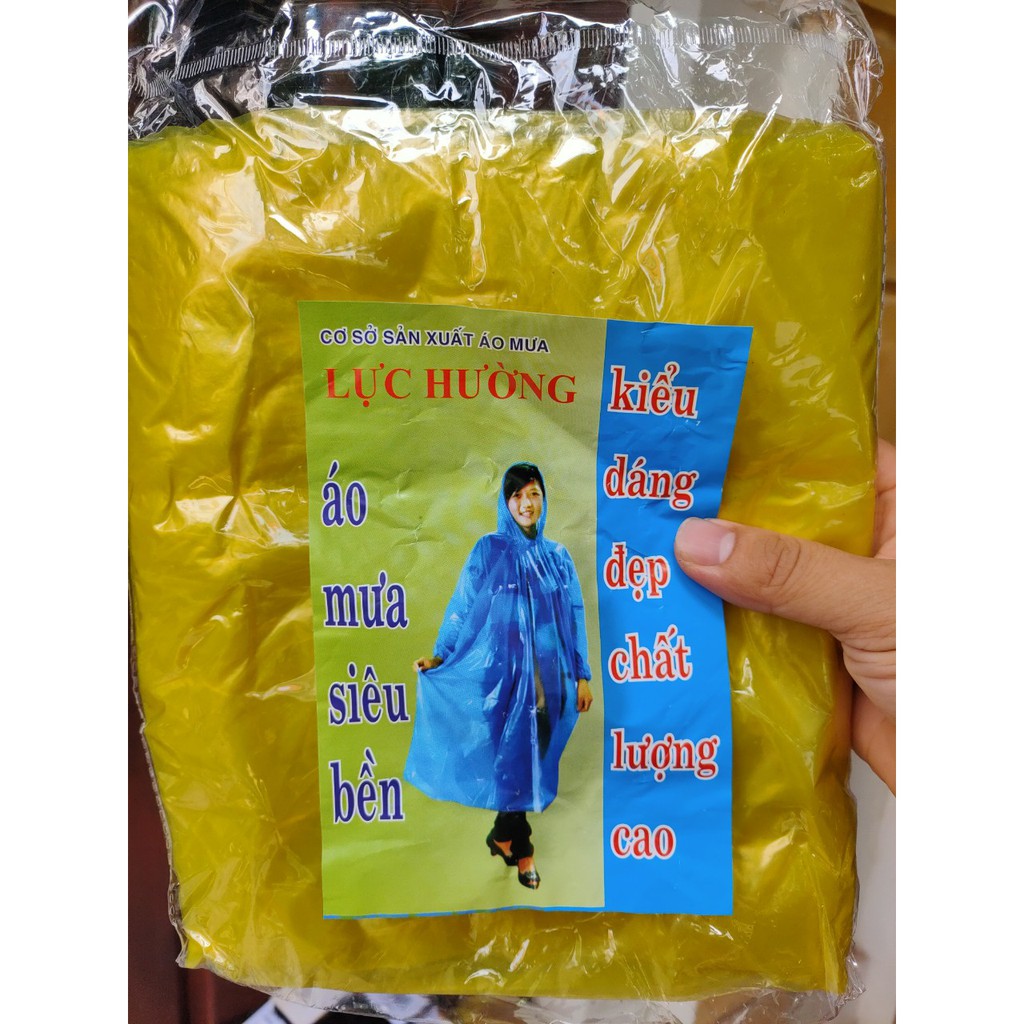 CƠ SỞ SẢN XUẤT ÁO MƯA
LỰC HƯỜNG
áo
mưa
siêu
bền
kiểu
dáng
đẹp
chất
lượng
cao